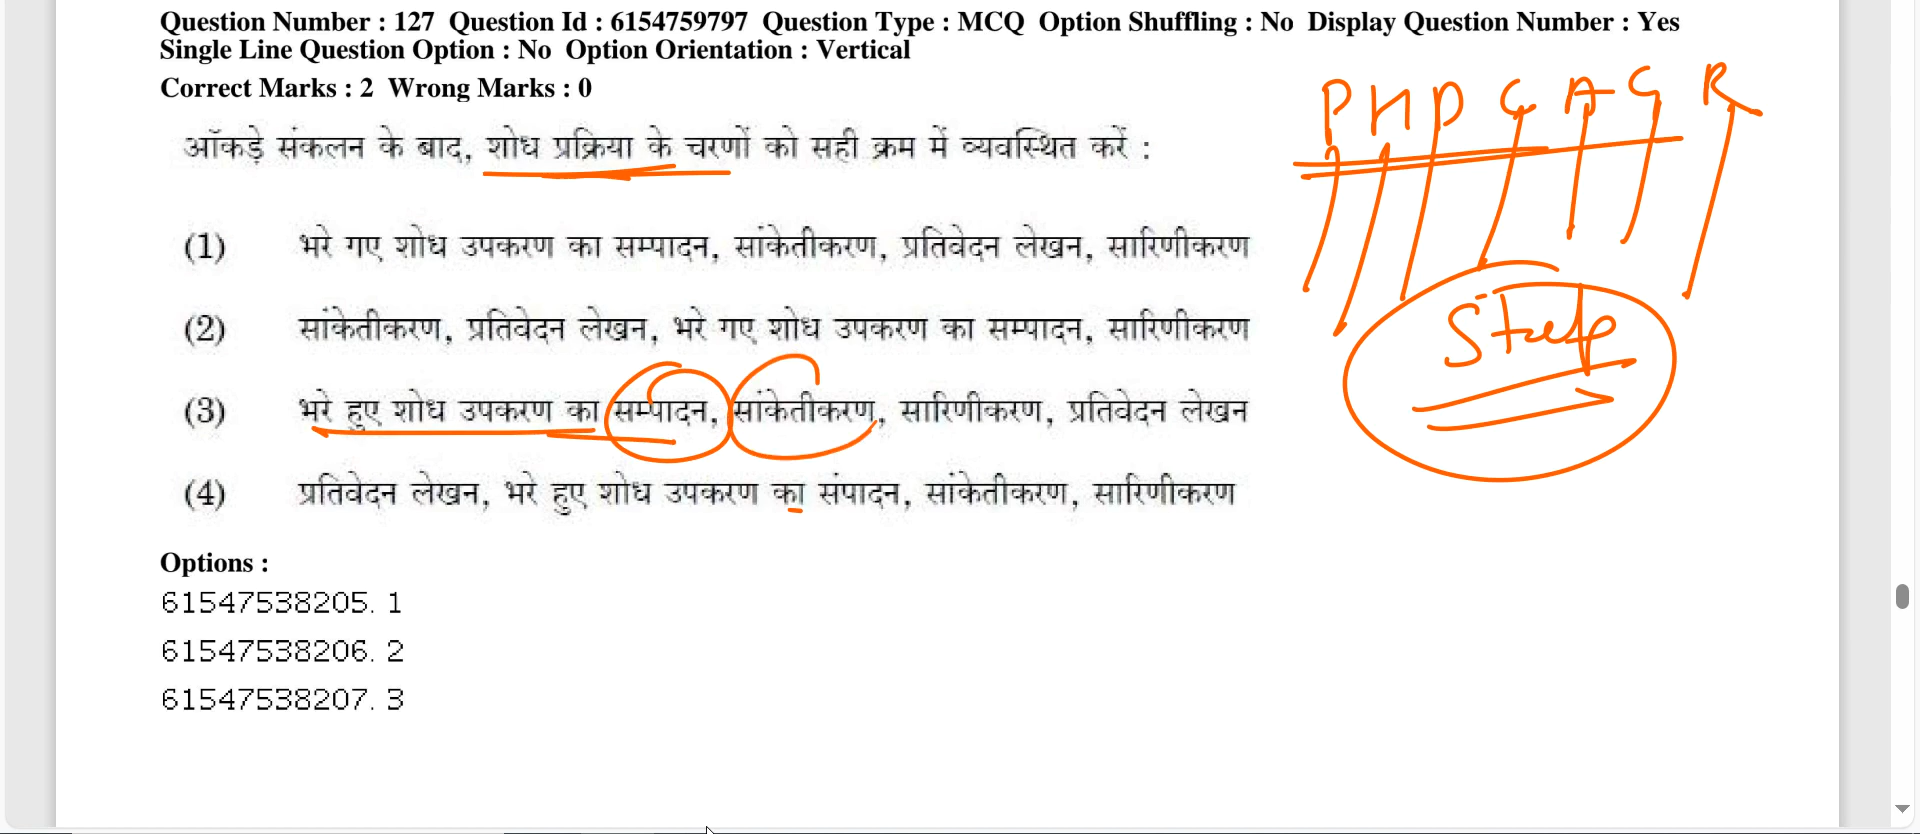 Question Number : 127 Question Id : 6154759797 Question Type : MCQ Option Shuffling : No Display Question Number : Yes
Single Line Question Option : No Option Orientation : Vertical
Correct Marks : 2 Wrong Marks : 0
P H D C A G R
आँकड़े संकलन के बाद, शोध प्रक्रिया के चरणों को सही क्रम में व्यवस्थित करें :
(1) भरे गए शोध उपकरण का सम्पादन, सांकेतीकरण, प्रतिवेदन लेखन, सारिणीकरण
(2) सांकेतीकरण, प्रतिवेदन लेखन, भरे गए शोध उपकरण का सम्पादन, सारिणीकरण
(3) भरे हुए शोध उपकरण का सम्पादन, सांकेतीकरण, सारिणीकरण, प्रतिवेदन लेखन
(4) प्रतिवेदन लेखन, भरे हुए शोध उपकरण का संपादन, सांकेतीकरण, सारिणीकरण
Options :
61547538205. 1
61547538206. 2
61547538207. 3